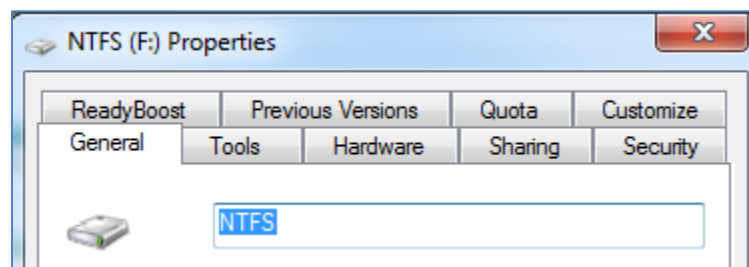 NTFS (F:) Properties
ReadyBoost Previous Versions Quota Customize
General Tools Hardware Sharing Security
NTFS